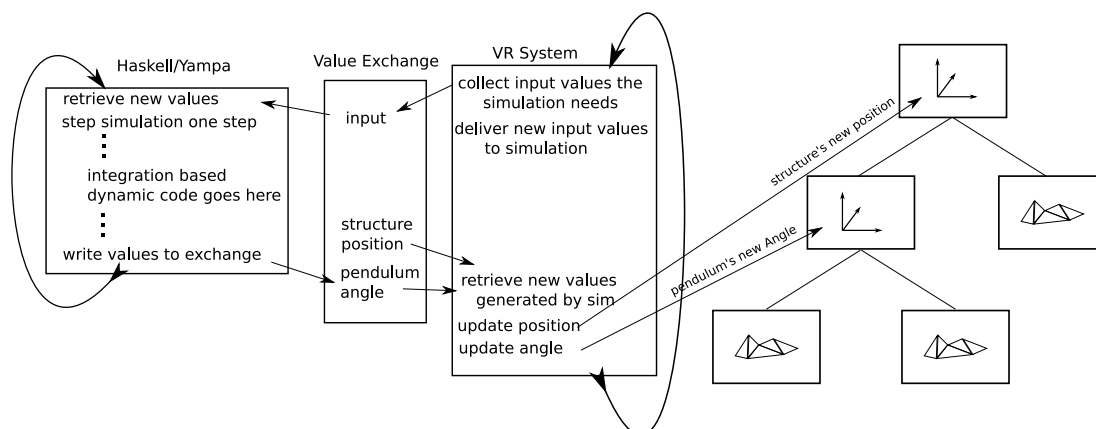 Haskell/Yampa
retrieve new values
step simulation one step
integration based
dynamic code goes here
write values to exchange
Value Exchange
input
structure
position
pendulum
angle
VR System
collect input values the
simulation needs
deliver new input values
to simulation
retrieve new values
generated by sim
update position
update angle
structure's new position
pendulum's new Angle